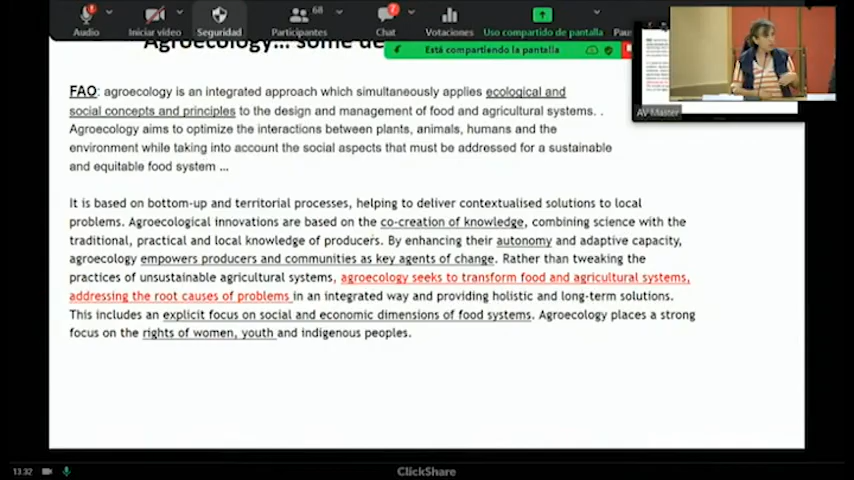 68
7
Audio
Iniciar vídeo
Seguridad
Participantes
Chat
Votaciones
Uso compartido de pantalla
Está compartiendo la pantalla
AV Master
Agroecology... some
FAO: agroecology is an integrated approach which simultaneously applies ecological and
social concepts and principles to the design and management of food and agricultural systems. .
Agroecology aims to optimize the interactions between plants, animals, humans and the
environment while taking into account the social aspects that must be addressed for a sustainable
and equitable food system ...
It is based on bottom-up and territorial processes, helping to deliver contextualised solutions to local
problems. Agroecological innovations are based on the co-creation of knowledge, combining science with the
traditional, practical and local knowledge of producers. By enhancing their autonomy and adaptive capacity,
agroecology empowers producers and communities as key agents of change. Rather than tweaking the
practices of unsustainable agricultural systems, agroecology seeks to transform food and agricultural systems,
addressing the root causes of problems in an integrated way and providing holistic and long-term solutions.
This includes an explicit focus on social and economic dimensions of food systems. Agroecology places a strong
focus on the rights of women, youth and indigenous peoples.
13:32
ClickShare